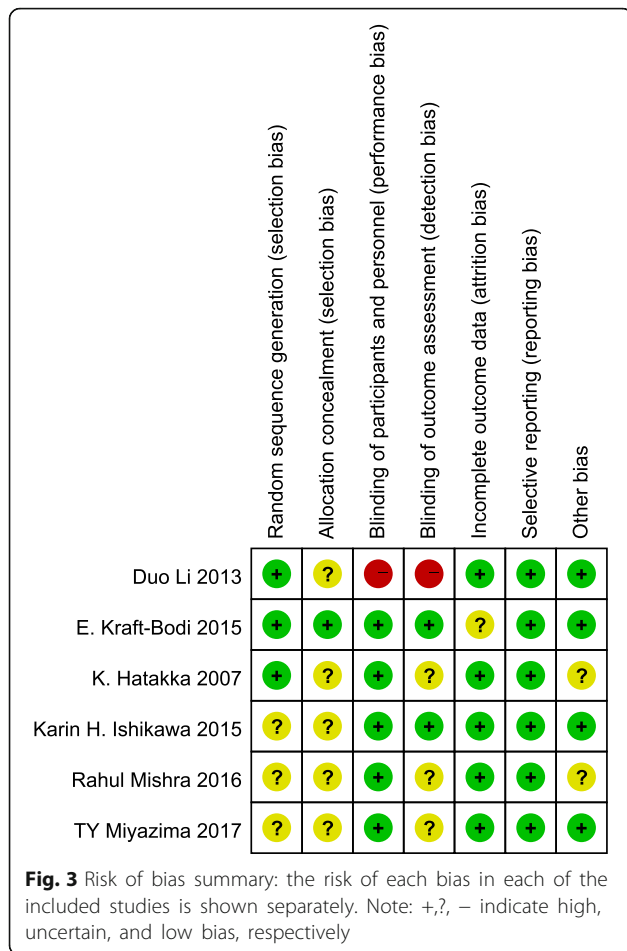 Random sequence generation (selection bias)
Allocation concealment (selection bias)
Blinding of participants and personnel (performance bias)
Blinding of outcome assessment (detection bias)
Incomplete outcome data (attrition bias)
Selective reporting (reporting bias)
Other bias
Duo Li 2013 + ? − − + + +
E. Kraft-Bodi 2015 + + + + ? + +
K. Hatakka 2007 + ? + ? + + ?
Karin H. Ishikawa 2015 ? ? + + + + +
Rahul Mishra 2016 ? ? + ? + + ?
TY Miyazima 2017 ? ? + ? + + +
Fig. 3 Risk of bias summary: the risk of each bias in each of the
included studies is shown separately. Note: +,?, − indicate high,
uncertain, and low bias, respectively